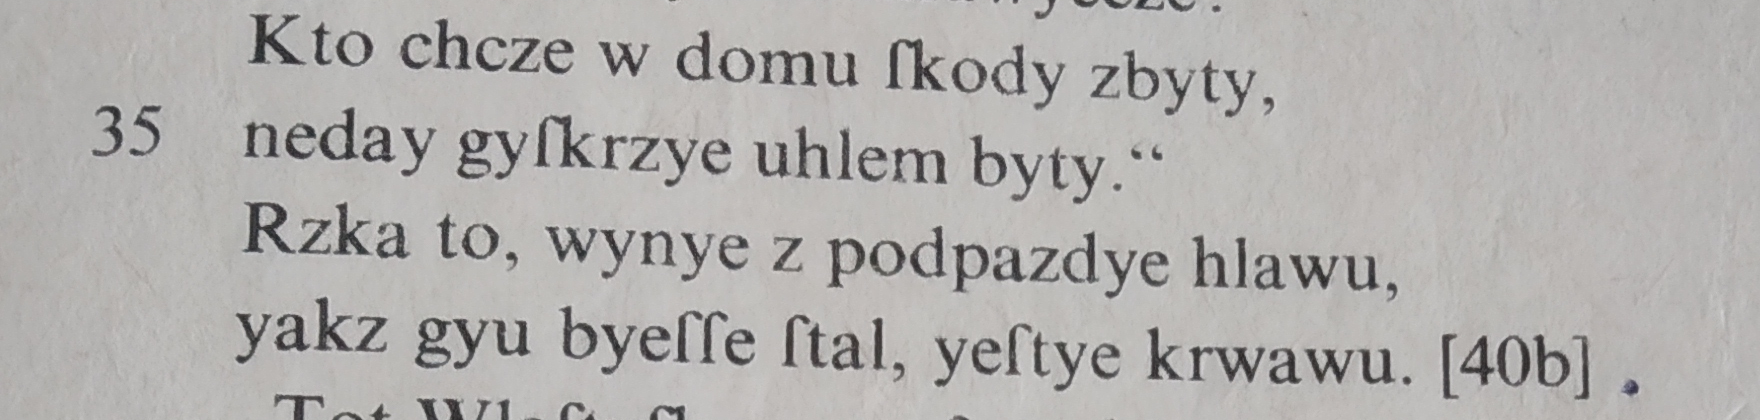 Kto chcze w domu ſkody zbyty,
35 neday gyſkrzye uhlem byty.“
Rzka to, wynye z podpazdye hlawu,
yakz gyu byeſſe ſtal, yeſtye krwawu. [40b]